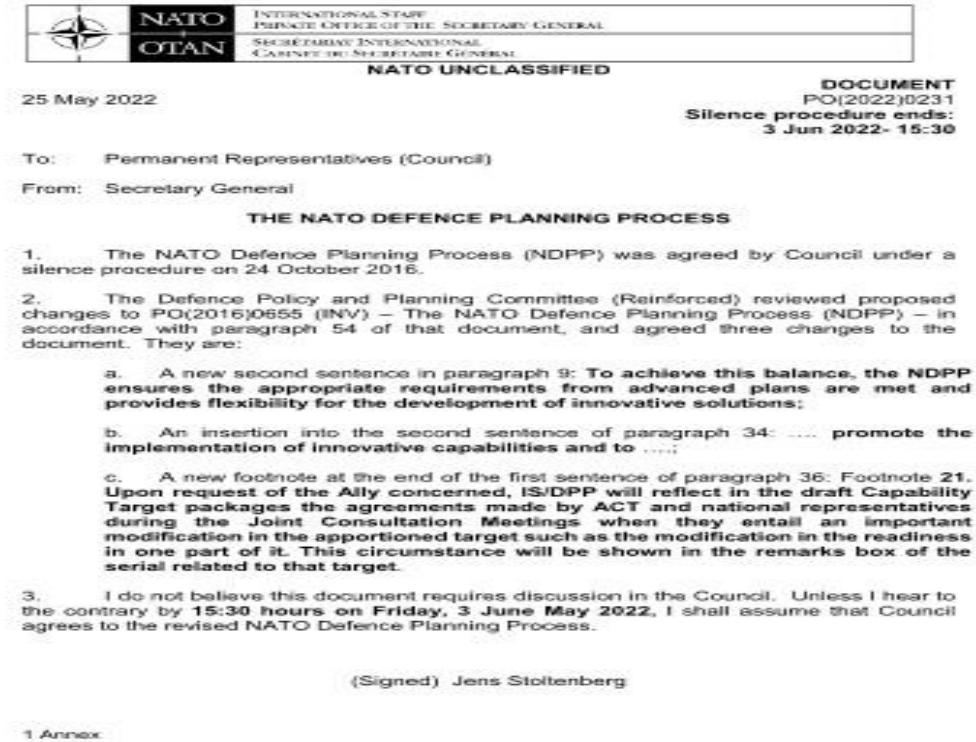 NATO
OTAN
INTERNATIONAL STAFF
PRIVATE OFFICE OF THE SECRETARY GENERAL
SECRÉTARIAT INTERNATIONAL
CABINET DU SECRÉTAIRE GÉNÉRAL
NATO UNCLASSIFIED
25 May 2022
DOCUMENT
PO(2022)0231
Silence procedure ends:
3 Jun 2022- 15:30
To: Permanent Representatives (Council)
From: Secretary General
THE NATO DEFENCE PLANNING PROCESS
1. The NATO Defence Planning Process (NDPP) was agreed by Council under a
silence procedure on 24 October 2016.
2. The Defence Policy and Planning Committee (Reinforced) reviewed proposed
changes to PO(2016)0655 (INV) – The NATO Defence Planning Process (NDPP) – in
accordance with paragraph 54 of that document, and agreed three changes to the
document. They are:
a. A new second sentence in paragraph 9: To achieve this balance, the NDPP
ensures the appropriate requirements from advanced plans are met and
provides flexibility for the development of innovative solutions;
b. An insertion into the second sentence of paragraph 34: .... promote the
implementation of innovative capabilities and to ....;
c. A new footnote at the end of the first sentence of paragraph 36: Footnote 21.
Upon request of the Ally concerned, IS/DPP will reflect in the draft Capability
Target packages the agreements made by ACT and national representatives
during the Joint Consultation Meetings when they entail an important
modification in the apportioned target such as the modification in the readiness
in one part of it. This circumstance will be shown in the remarks box of the
serial related to that target.
3. I do not believe this document requires discussion in the Council. Unless I hear to
the contrary by 15:30 hours on Friday, 3 June May 2022, I shall assume that Council
agrees to the revised NATO Defence Planning Process.
(Signed) Jens Stoltenberg
1 Annex